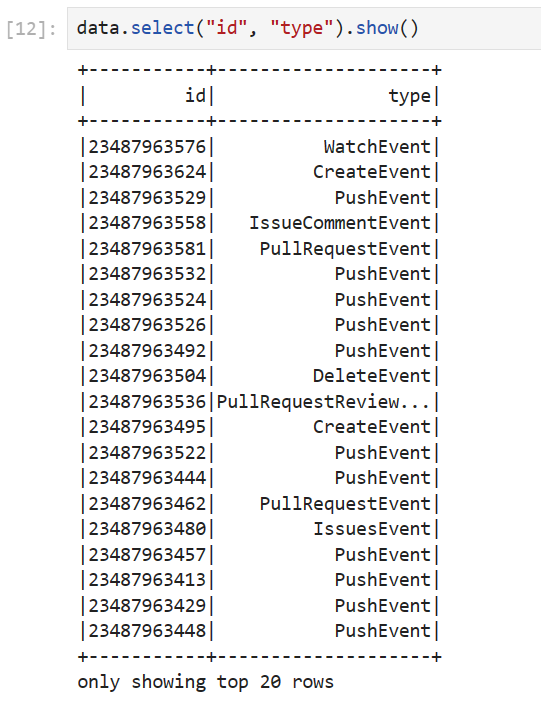 [12]: data.select("id", "type").show()
+-----------+--------------------+
|         id|                type|
+-----------+--------------------+
|23487963576|          WatchEvent|
|23487963624|         CreateEvent|
|23487963529|           PushEvent|
|23487963558|   IssueCommentEvent|
|23487963581|    PullRequestEvent|
|23487963532|           PushEvent|
|23487963524|           PushEvent|
|23487963526|           PushEvent|
|23487963492|           PushEvent|
|23487963504|         DeleteEvent|
|23487963536|PullRequestReview...|
|23487963495|         CreateEvent|
|23487963522|           PushEvent|
|23487963444|           PushEvent|
|23487963462|    PullRequestEvent|
|23487963480|         IssuesEvent|
|23487963457|           PushEvent|
|23487963413|           PushEvent|
|23487963429|           PushEvent|
|23487963448|           PushEvent|
+-----------+--------------------+
only showing top 20 rows